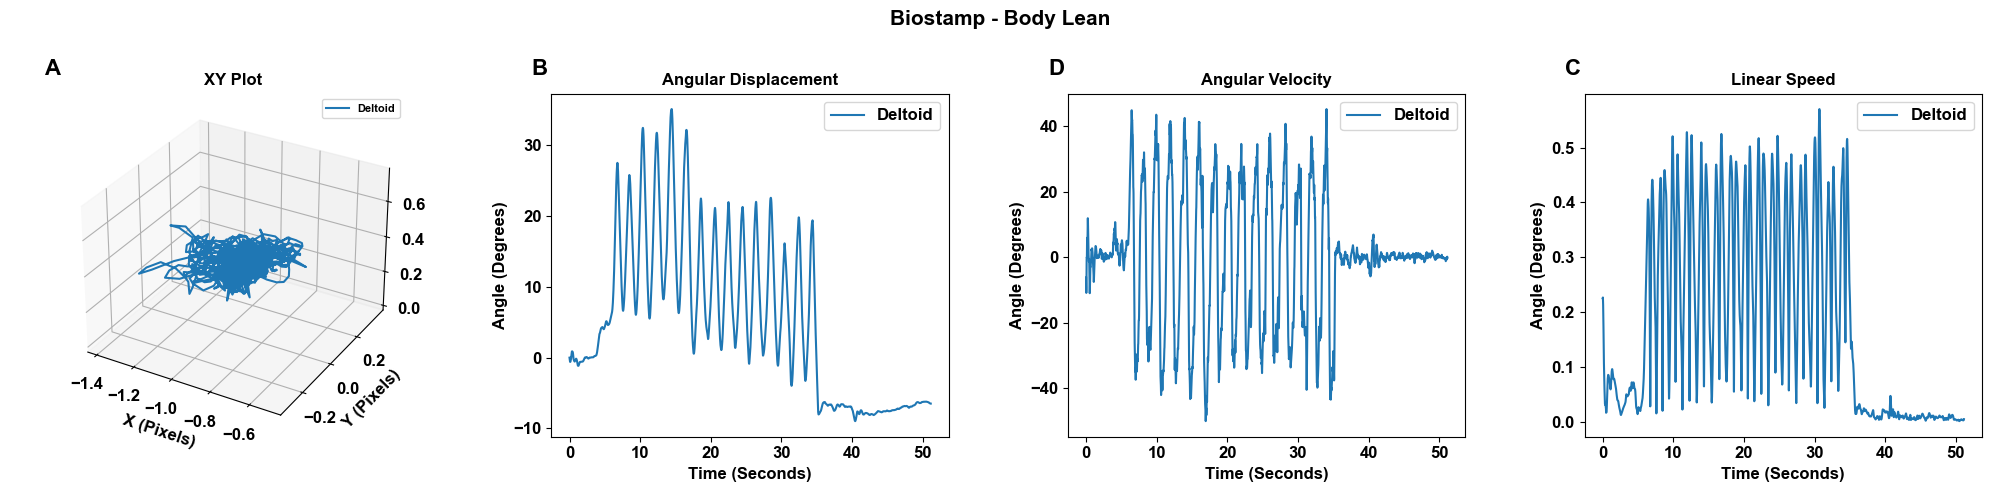 Biostamp - Body Lean
A
XY Plot
Deltoid
0.6
0.4
0.2
0.0
−1.4
−1.2
−1.0
−0.8
−0.6
X (Pixels)
−0.2
0.0
0.2
Y (Pixels)
B
Angular Displacement
Deltoid
Angle (Degrees)
30
20
10
0
−10
0 10 20 30 40 50
Time (Seconds)
D
Angular Velocity
Deltoid
Angle (Degrees)
40
20
0
−20
−40
0 10 20 30 40 50
Time (Seconds)
C
Linear Speed
Deltoid
Angle (Degrees)
0.5
0.4
0.3
0.2
0.1
0.0
0 10 20 30 40 50
Time (Seconds)